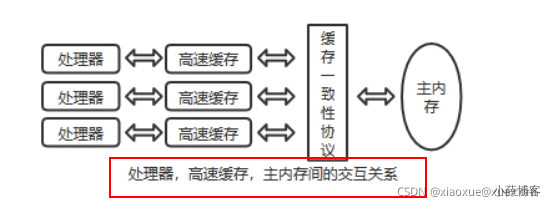 处理器
高速缓存
处理器
高速缓存
处理器
高速缓存
缓存一致性协议
主内存
处理器，高速缓存，主内存间的交互关系
CSDN @xiaoxue@x
小薛博客